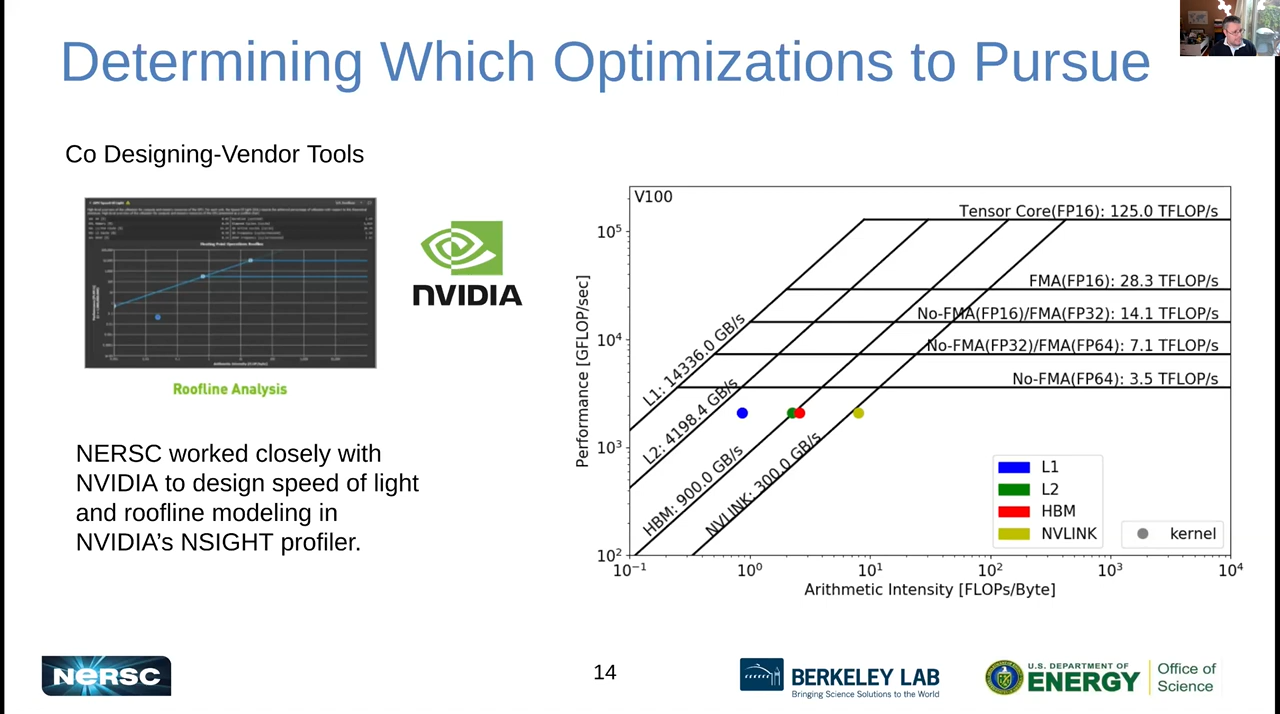 Determining Which Optimizations to Pursue
Co Designing-Vendor Tools
Roofline Analysis
NVIDIA
NERSC worked closely with
NVIDIA to design speed of light
and roofline modeling in
NVIDIA's NSIGHT profiler.
V100
Tensor Core(FP16): 125.0 TFLOP/s
FMA(FP16): 28.3 TFLOP/s
No-FMA(FP16)/FMA(FP32): 14.1 TFLOP/s
No-FMA(FP32)/FMA(FP64): 7.1 TFLOP/s
No-FMA(FP64): 3.5 TFLOP/s
L1: 14336.0 GB/s
L2: 4198.4 GB/s
HBM: 900.0 GB/s
NVLINK: 300.0 GB/s
Performance [GFLOP/sec]
10⁵
10⁴
10³
10²
10⁻¹ 10⁰ 10¹ 10² 10³ 10⁴
Arithmetic Intensity [FLOPs/Byte]
L1
L2
HBM
NVLINK
kernel
NERSC
14
BERKELEY LAB
Bringing Science Solutions to the World
U.S. DEPARTMENT OF
ENERGY
Office of
Science